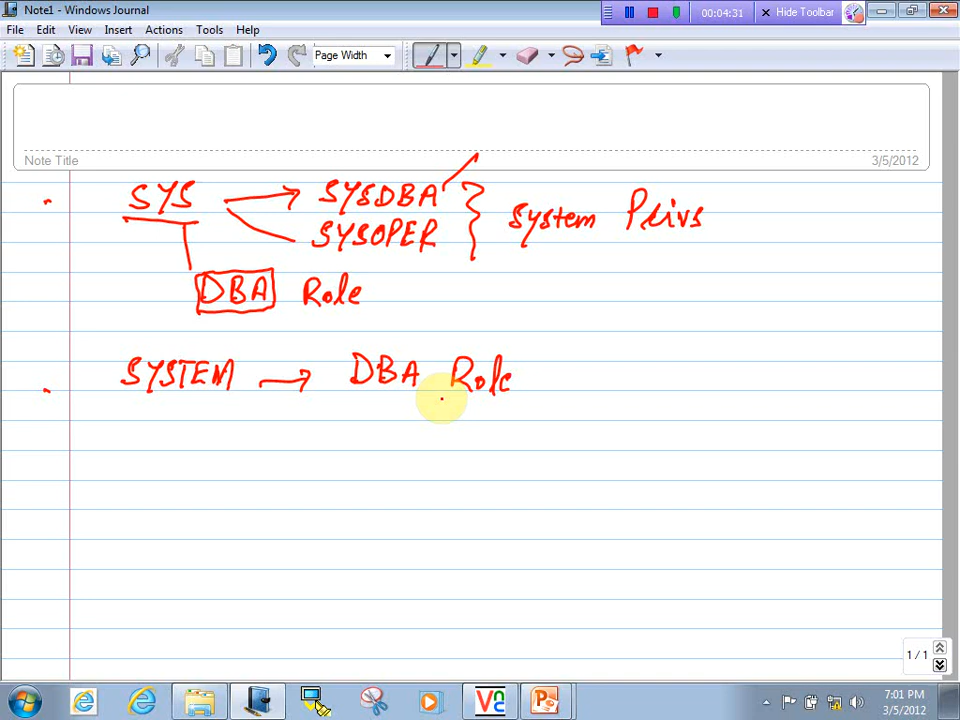 Note1 - Windows Journal
00:04:31
Hide Toolbar
File Edit View Insert Actions Tools Help
Page Width
Note Title
3/5/2012
SYS → SYSDBA
SYSOPER
System Privs
DBA Role
SYSTEM → DBA Role
1 / 1
7:01 PM
3/5/2012